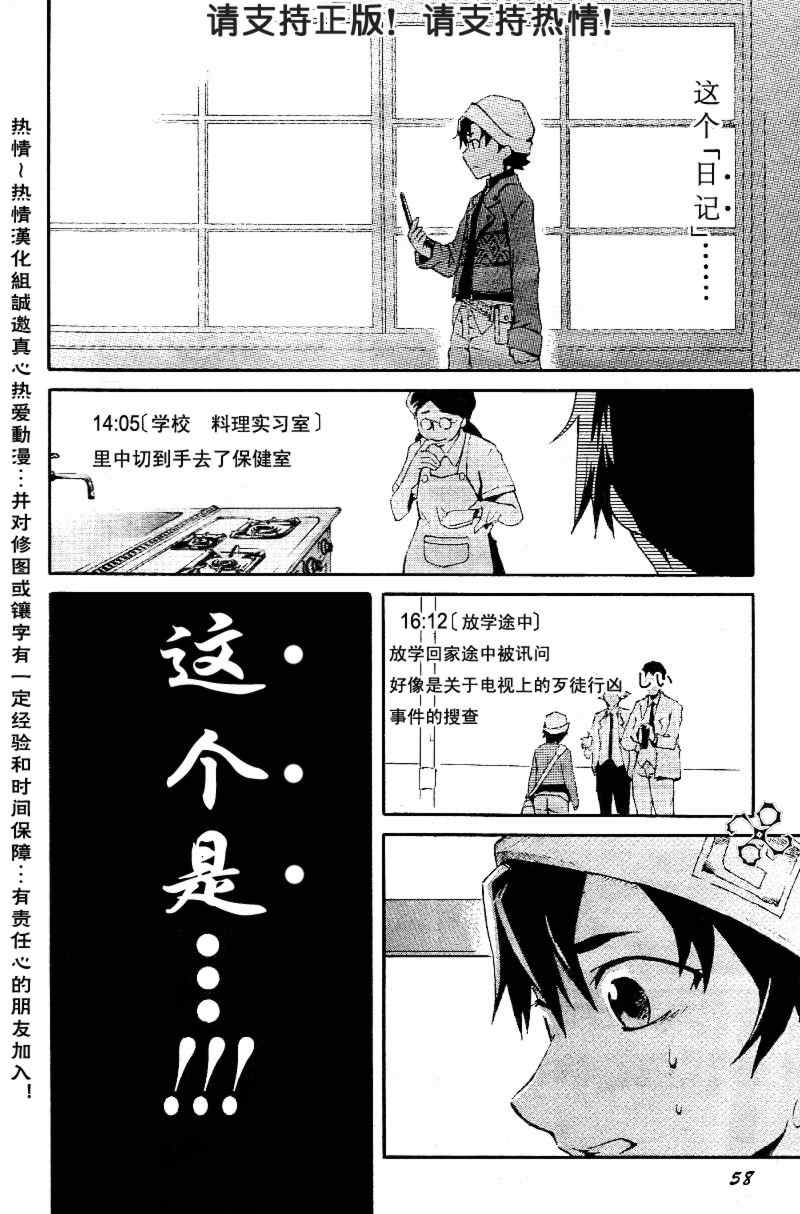 请支持正版！请支持热情！
这个「日记」……
热情~热情漢化組誠邀真心热爱動漫…并对修图或镶字有一定经验和时间保障…有责任心的朋友加入！
14:05〔学校　料理实习室〕
里中切到手去了保健室
16:12〔放学途中〕
放学回家途中被讯问
好像是关于电视上的歹徒行凶
事件的搜查
这个是…!!!
58